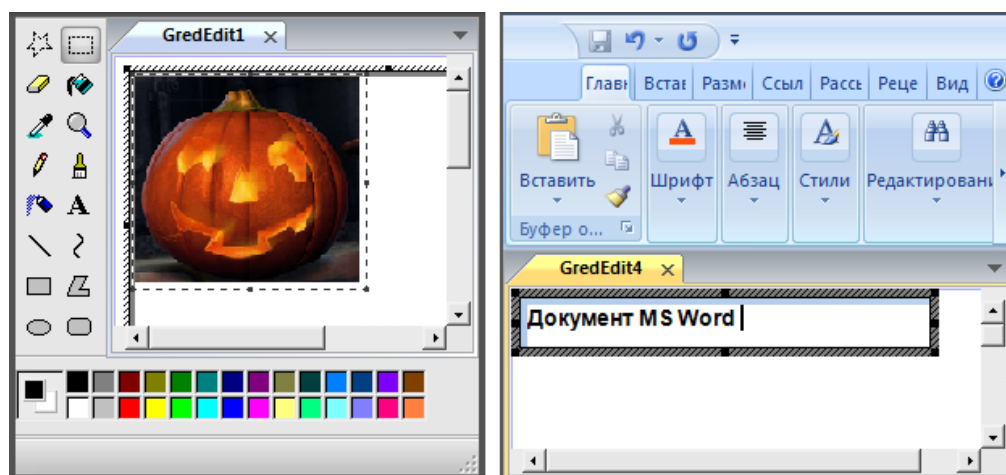 GredEdit1
A
Главн Встав Разм Ссыл Рассь Реце Вид
Вставить Шрифт Абзац Стили Редактировани
Буфер о...
GredEdit4
Документ MS Word